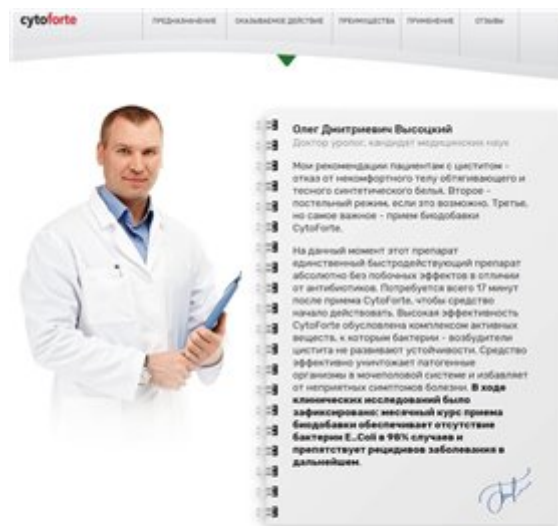 cytoforte
ПРЕДНАЗНАЧЕНИЕ
ОКАЗЫВАЕМОЕ ДЕЙСТВИЕ
ПРЕИМУЩЕСТВА
ПРИМЕНЕНИЕ
ОТЗЫВЫ
Олег Дмитриевич Высоцкий
Доктор уролог, кандидат медицинских наук
Мои рекомендации пациентам с циститом –
отказ от некомфортного телу обтягивающего и
тесного синтетического белья. Второе –
постельный режим, если это возможно. Третье,
но самое важное – прием биодобавки
CytoForte.
На данный момент этот препарат
единственный быстродействующий препарат
абсолютно без побочных эффектов в отличии
от антибиотиков. Потребуется всего 17 минут
после приема CytoForte, чтобы средство
начало действовать. Высокая эффективность
CytoForte обусловлена комплексом активных
веществ, к которым бактерии – возбудители
цистита не развивают устойчивости. Средство
эффективно уничтожает патогенные
организмы в мочеполовой системе и избавляет
от неприятных симптомов болезни. В ходе
клинических исследований было
зафиксировано: месячный курс приема
биодобавки обеспечивает отсутствие
бактерии E..Coli в 98% случаев и
препятствует рецидивов заболевания в
дальнейшем.